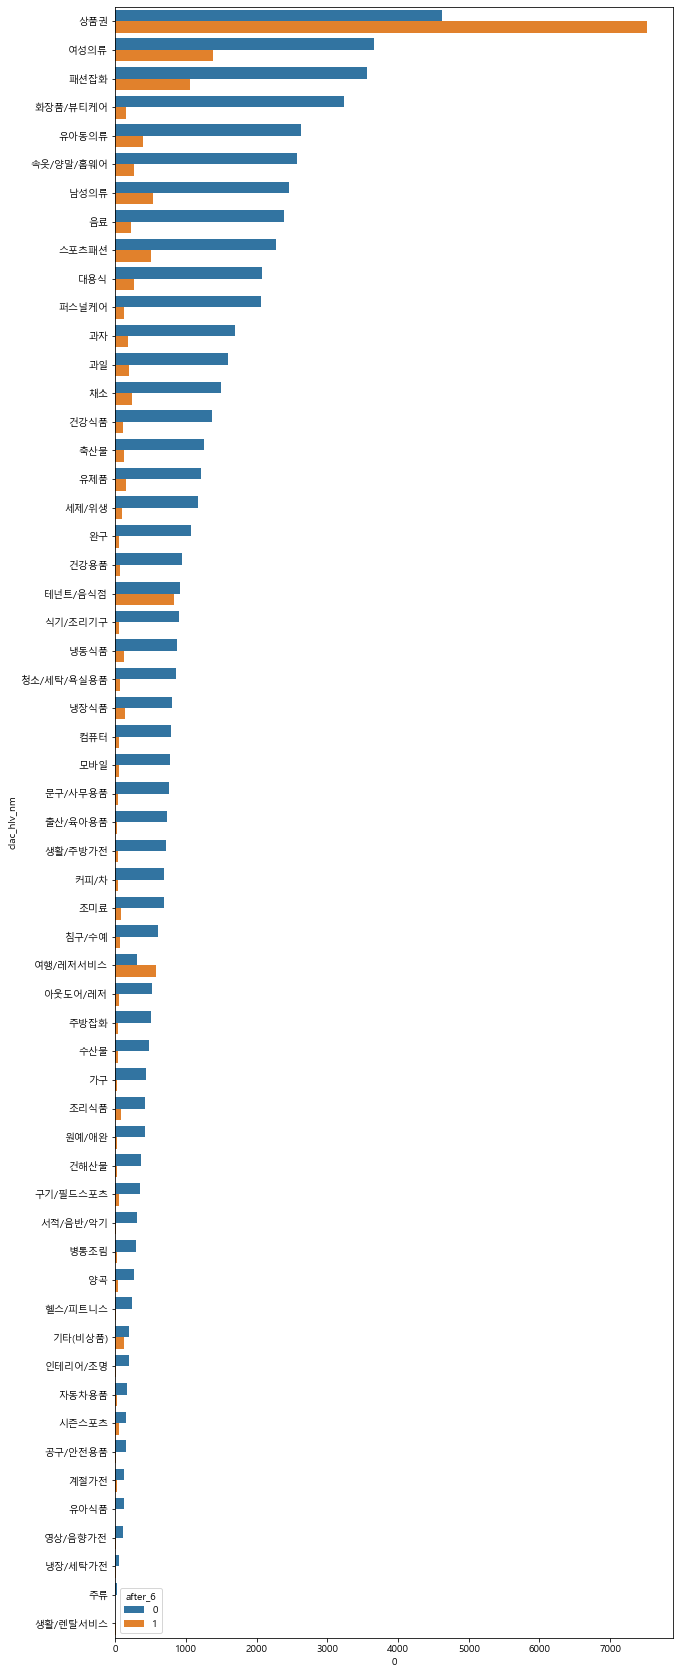 상품권
여성의류
패션잡화
화장품/뷰티케어
유아동의류
속옷/양말/홈웨어
남성의류
음료
스포츠패션
대용식
퍼스널케어
과자
과일
채소
건강식품
축산물
유제품
세제/위생
완구
건강용품
테넌트/음식점
식기/조리기구
냉동식품
청소/세탁/욕실용품
냉장식품
컴퓨터
모바일
문구/사무용품
출산/육아용품
생활/주방가전
커피/차
조미료
침구/수예
여행/레저서비스
아웃도어/레저
주방잡화
수산물
가구
조리식품
원예/애완
건해산물
구기/필드스포츠
서적/음반/악기
병통조림
양곡
헬스/피트니스
기타(비상품)
인테리어/조명
자동차용품
시즌스포츠
공구/안전용품
계절가전
유아식품
영상/음향가전
냉장/세탁가전
주류
생활/렌탈서비스
clac_hlv_nm
after_6
0
1
0 1000 2000 3000 4000 5000 6000 7000
0